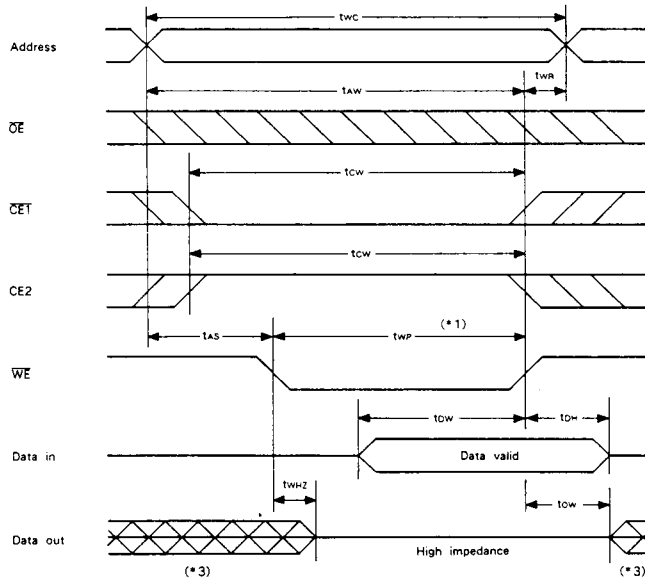 tWC
Address
tWR
tAW
OE
tCW
CE1
tCW
CE2
tAS
tWP
(*1)
WE
tDW
tDH
Data in
Data valid
tWHZ
tOW
Data out
High impedance
(*3)
(*3)